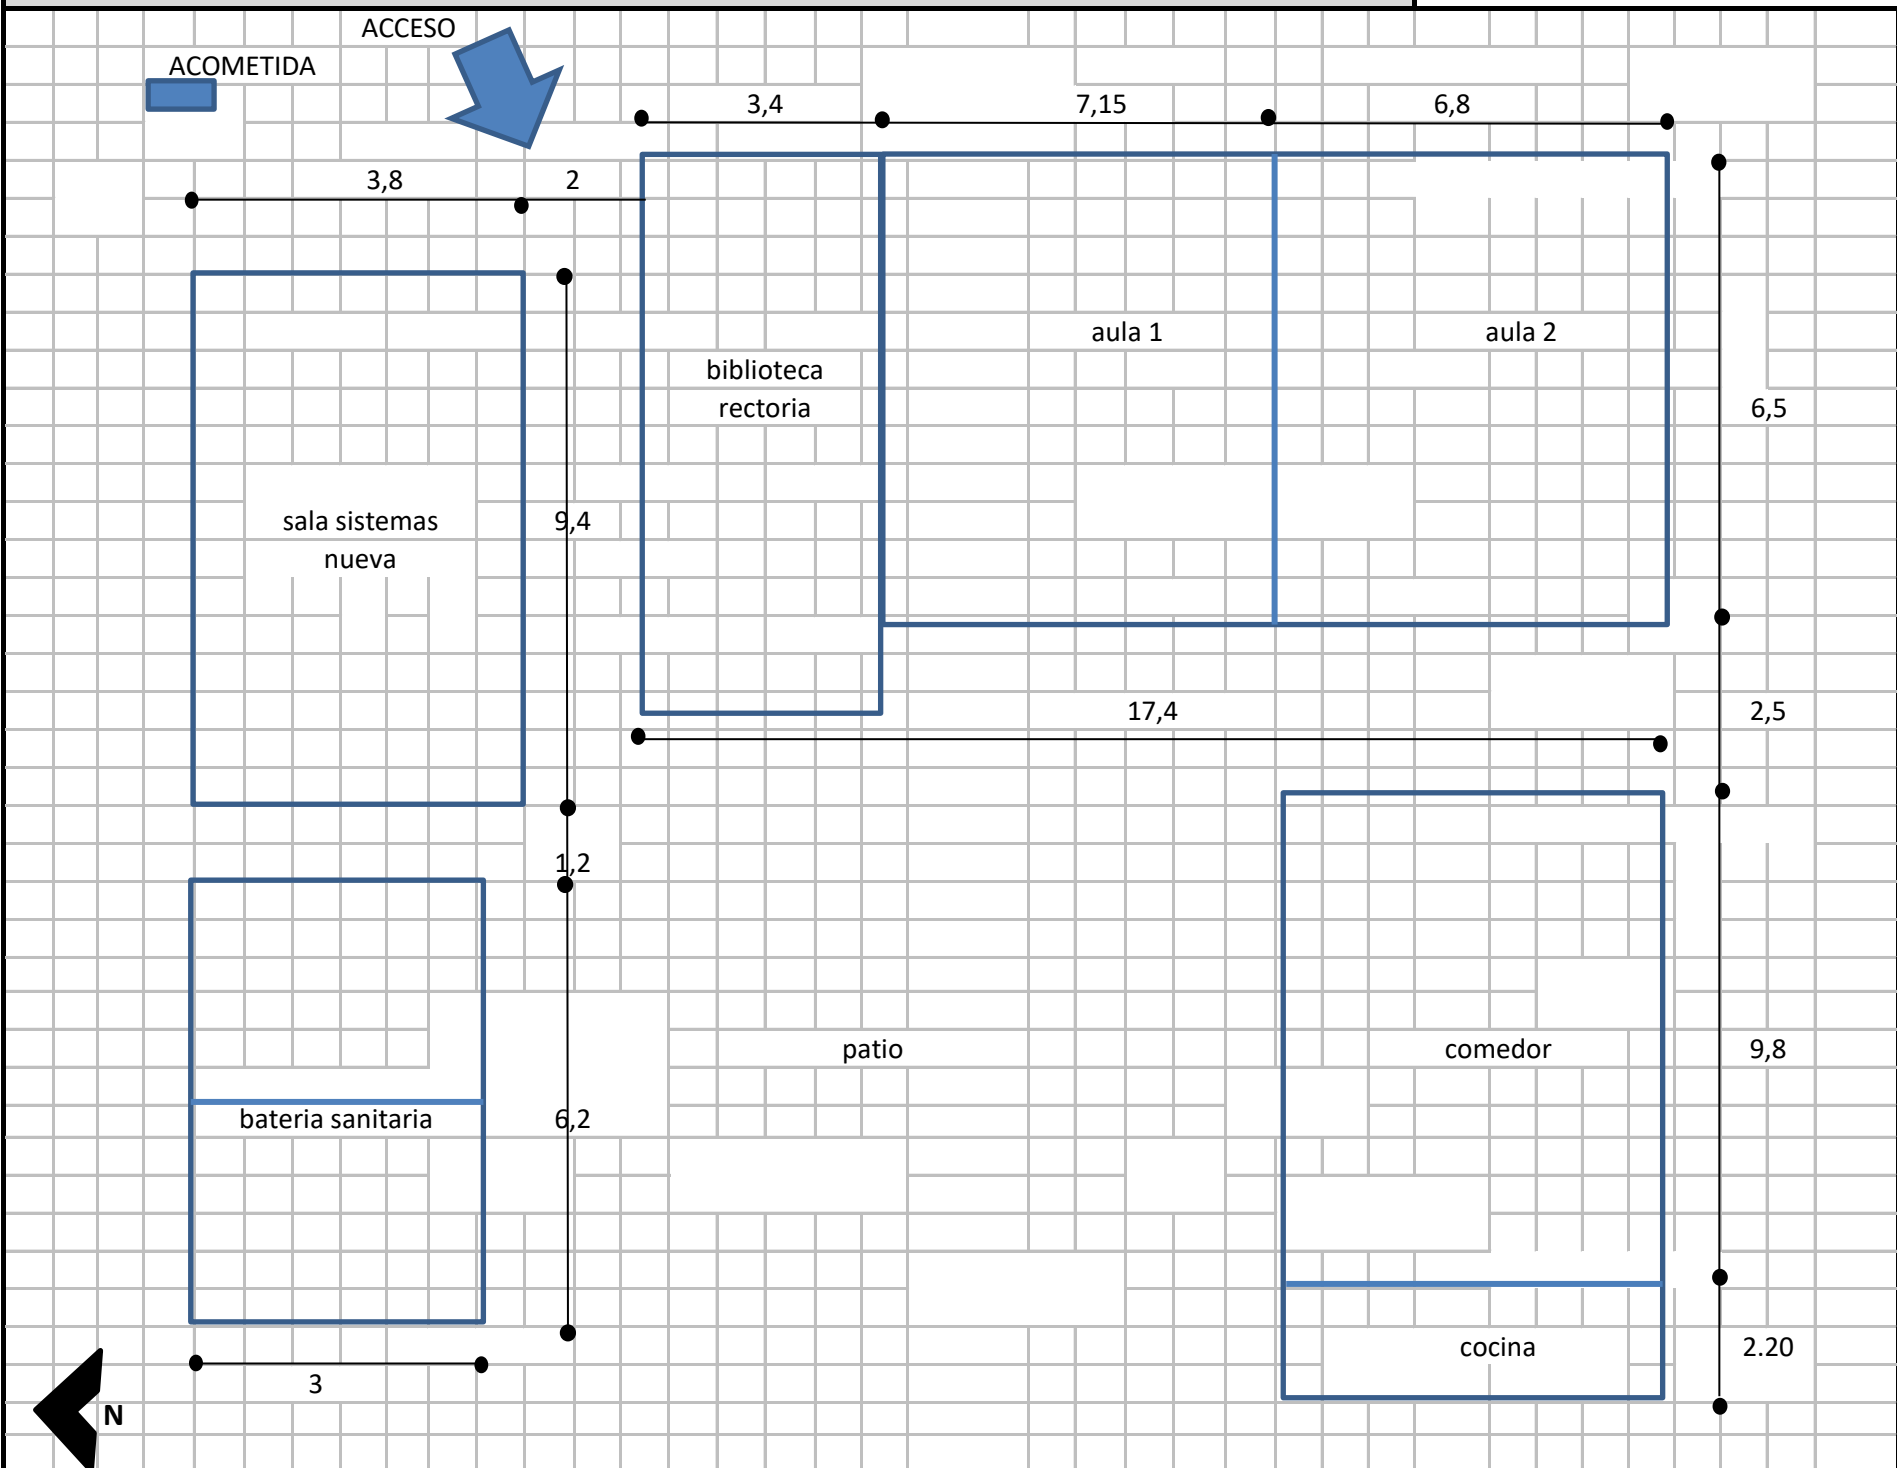 ACCESO
ACOMETIDA
3,4 7,15 6,8
3,8 2
aula 1 aula 2
biblioteca
rectoria
6,5
sala sistemas
nueva
9,4
17,4 2,5
1,2
patio comedor 9,8
bateria sanitaria 6,2
cocina 2.20
3
N